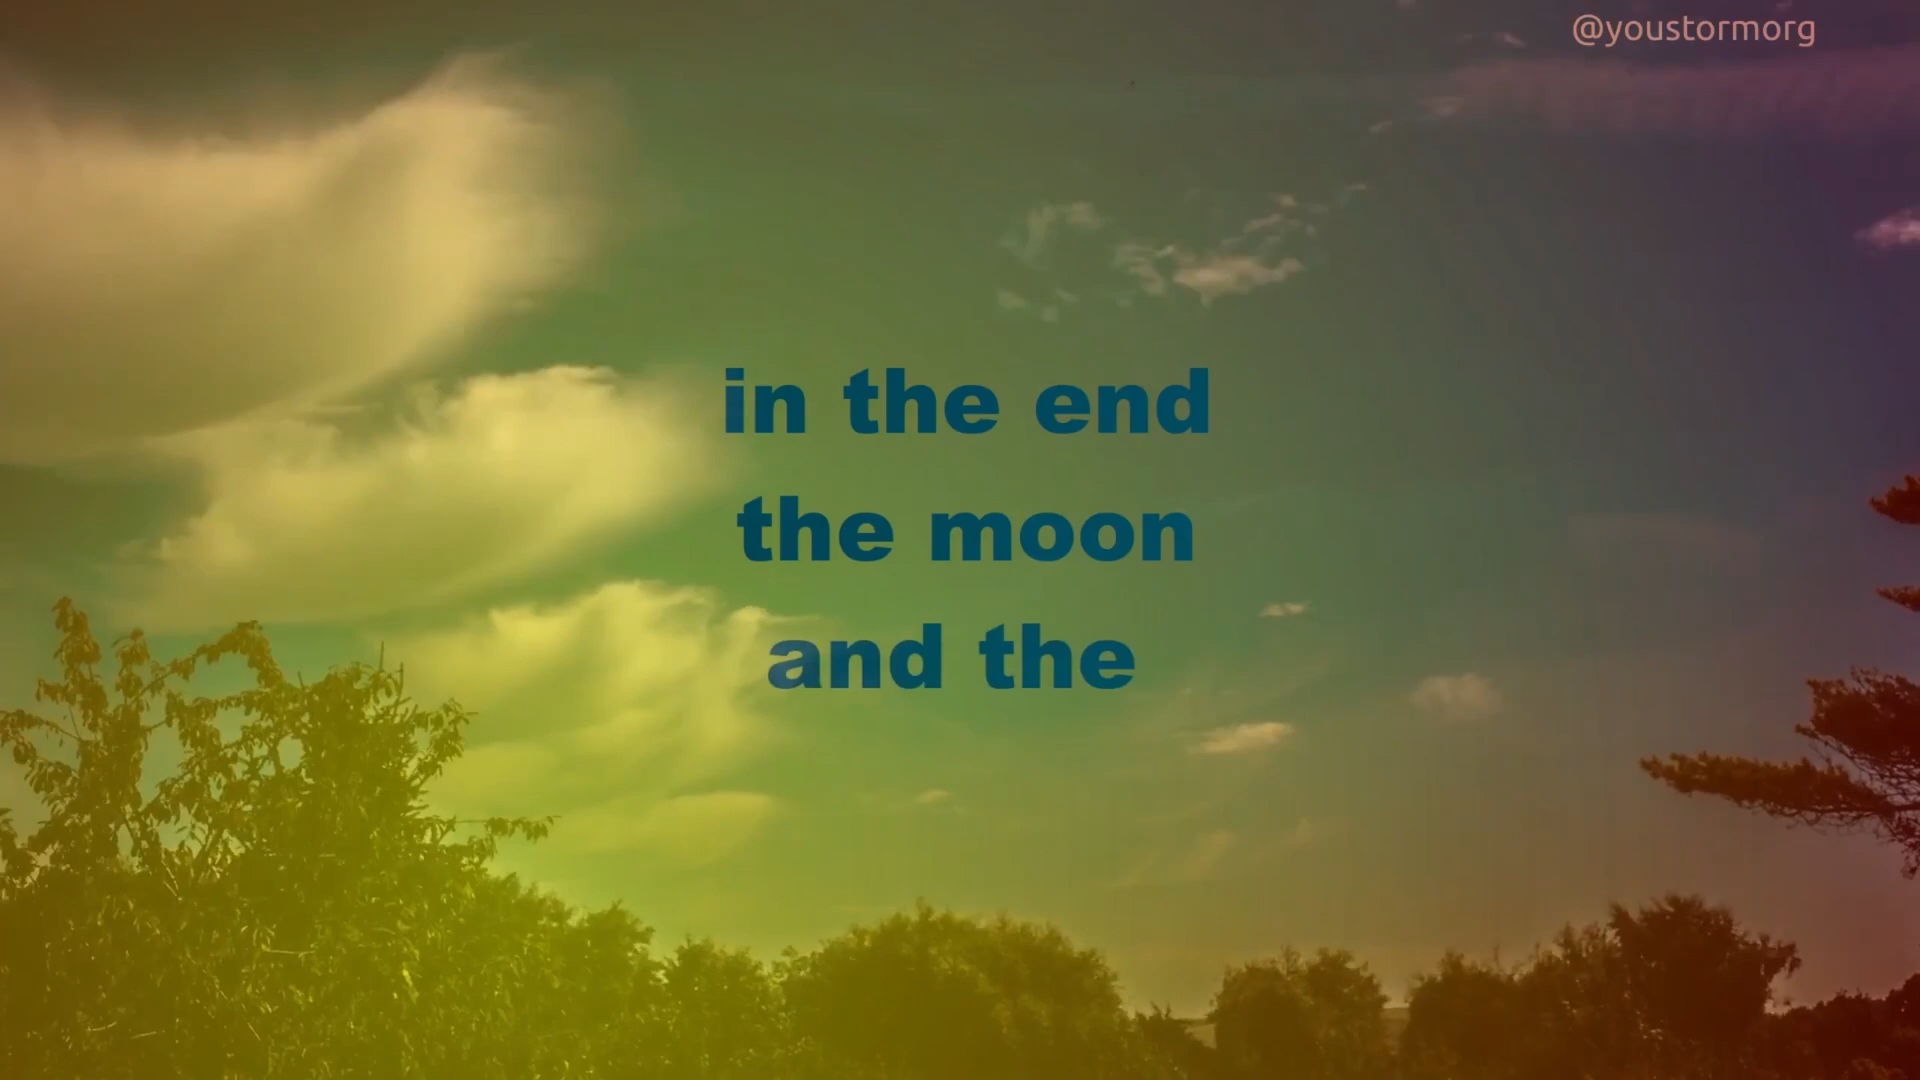 @youstormorg
in the end
the moon
and the